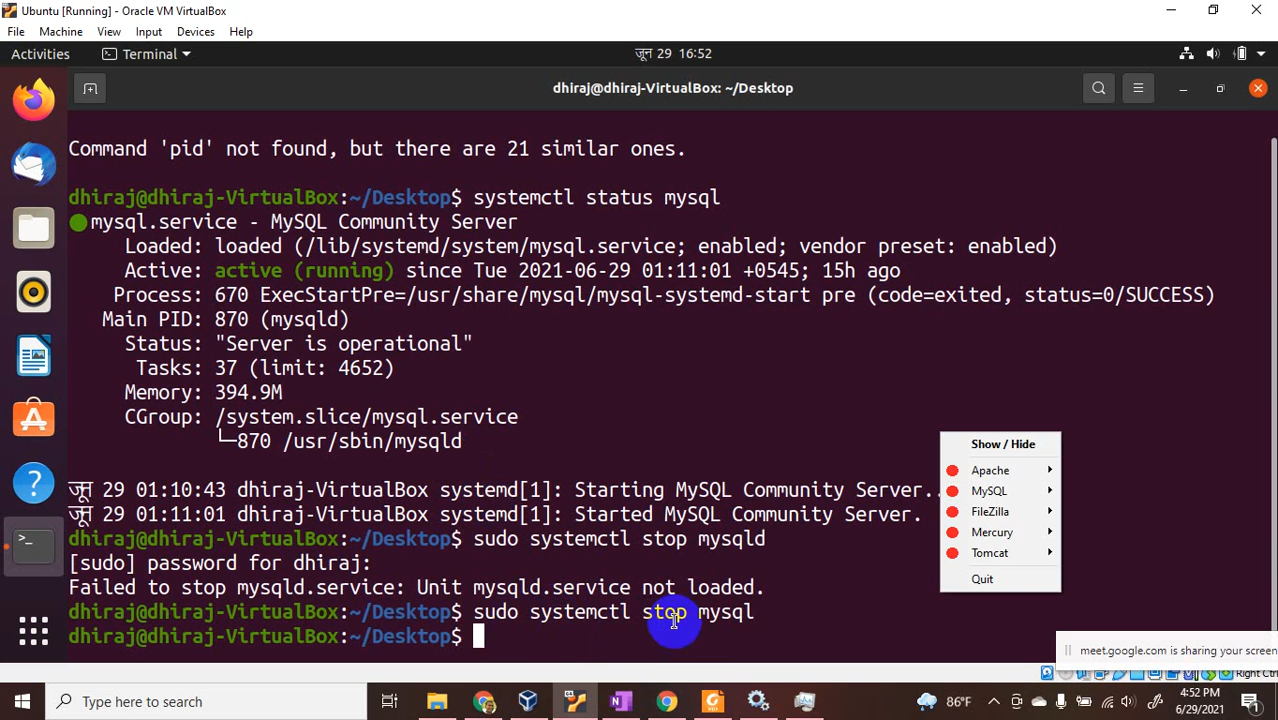 Ubuntu [Running] - Oracle VM VirtualBox
File Machine View Input Devices Help
Activities Terminal जून 29 16:52
dhiraj@dhiraj-VirtualBox: ~/Desktop
Command 'pid' not found, but there are 21 similar ones.
dhiraj@dhiraj-VirtualBox:~/Desktop$ systemctl status mysql
mysql.service - MySQL Community Server
Loaded: loaded (/lib/systemd/system/mysql.service; enabled; vendor preset: enabled)
Active: active (running) since Tue 2021-06-29 01:11:01 +0545; 15h ago
Process: 670 ExecStartPre=/usr/share/mysql/mysql-systemd-start pre (code=exited, status=0/SUCCESS)
Main PID: 870 (mysqld)
Status: "Server is operational"
Tasks: 37 (limit: 4652)
Memory: 394.9M
CGroup: /system.slice/mysql.service
└─870 /usr/sbin/mysqld
जून 29 01:10:43 dhiraj-VirtualBox systemd[1]: Starting MySQL Community Server..
जून 29 01:11:01 dhiraj-VirtualBox systemd[1]: Started MySQL Community Server.
dhiraj@dhiraj-VirtualBox:~/Desktop$ sudo systemctl stop mysqld
[sudo] password for dhiraj:
Failed to stop mysqld.service: Unit mysqld.service not loaded.
dhiraj@dhiraj-VirtualBox:~/Desktop$ sudo systemctl stop mysql
dhiraj@dhiraj-VirtualBox:~/Desktop$
Show / Hide
Apache
MySQL
FileZilla
Mercury
Tomcat
Quit
meet.google.com is sharing your screen
Right Ctrl
Type here to search
86°F
4:52 PM
6/29/2021